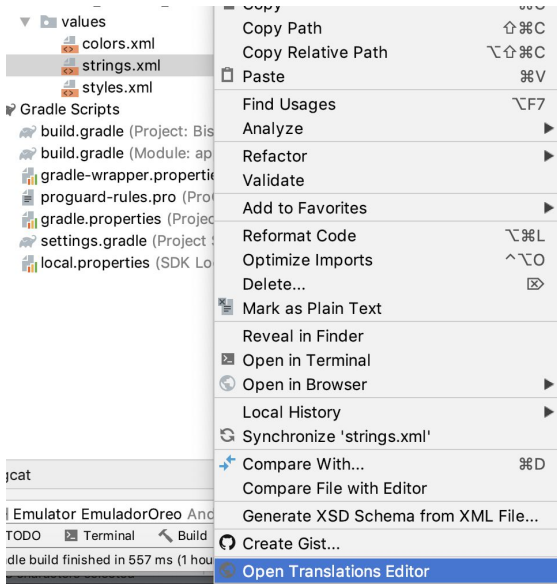 values
colors.xml
strings.xml
styles.xml
Gradle Scripts
build.gradle (Project: Bis
build.gradle (Module: ap
gradle-wrapper.propertie
proguard-rules.pro (Pro
gradle.properties (Projec
settings.gradle (Project
local.properties (SDK Lo
gcat
Emulator EmuladorOreo And
TODO Terminal Build
dle build finished in 557 ms (1 hou
Copy ⌘C
Copy Path ⇧⌘C
Copy Relative Path ⌥⇧⌘C
Paste ⌘V
Find Usages ⌥F7
Analyze
Refactor
Validate
Add to Favorites
Reformat Code ⌥⌘L
Optimize Imports ^⌥O
Delete... ⌦
Mark as Plain Text
Reveal in Finder
Open in Terminal
Open in Browser
Local History
Synchronize 'strings.xml'
Compare With... ⌘D
Compare File with Editor
Generate XSD Schema from XML File...
Create Gist...
Open Translations Editor